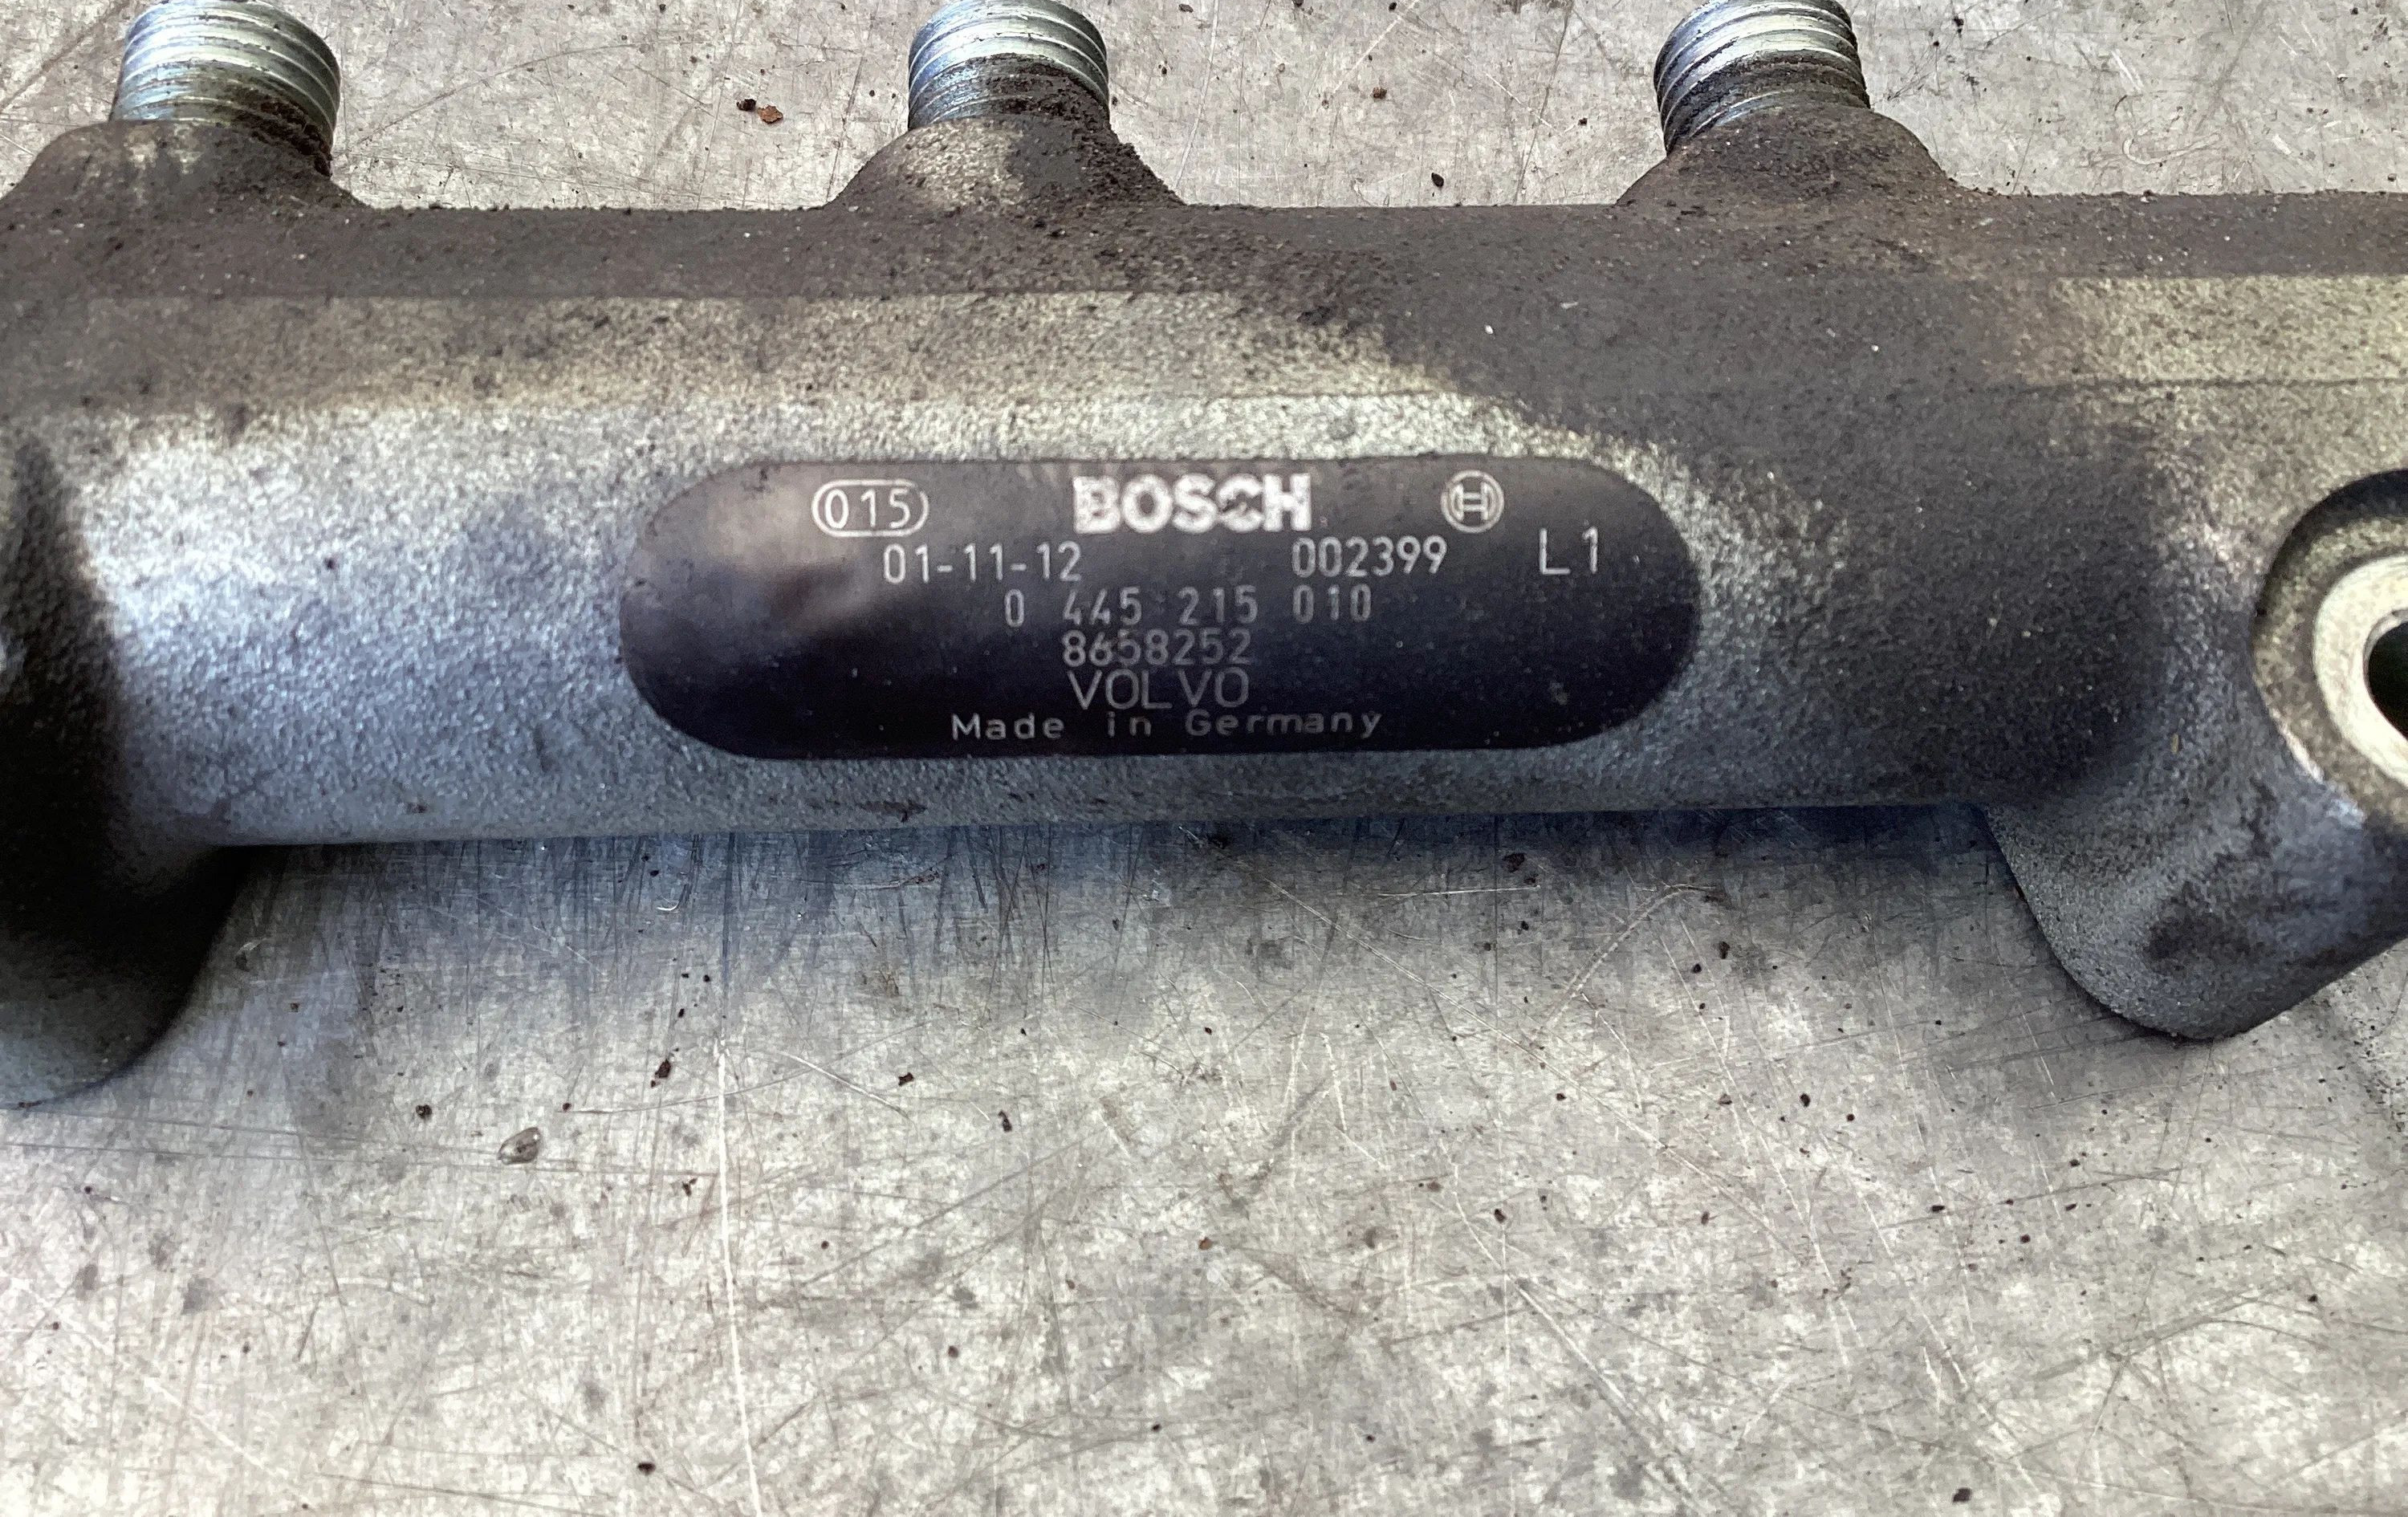 015 BOSCH
01-11-12 002399 L1
0 445 215 010
8658252
VOLVO
Made in Germany